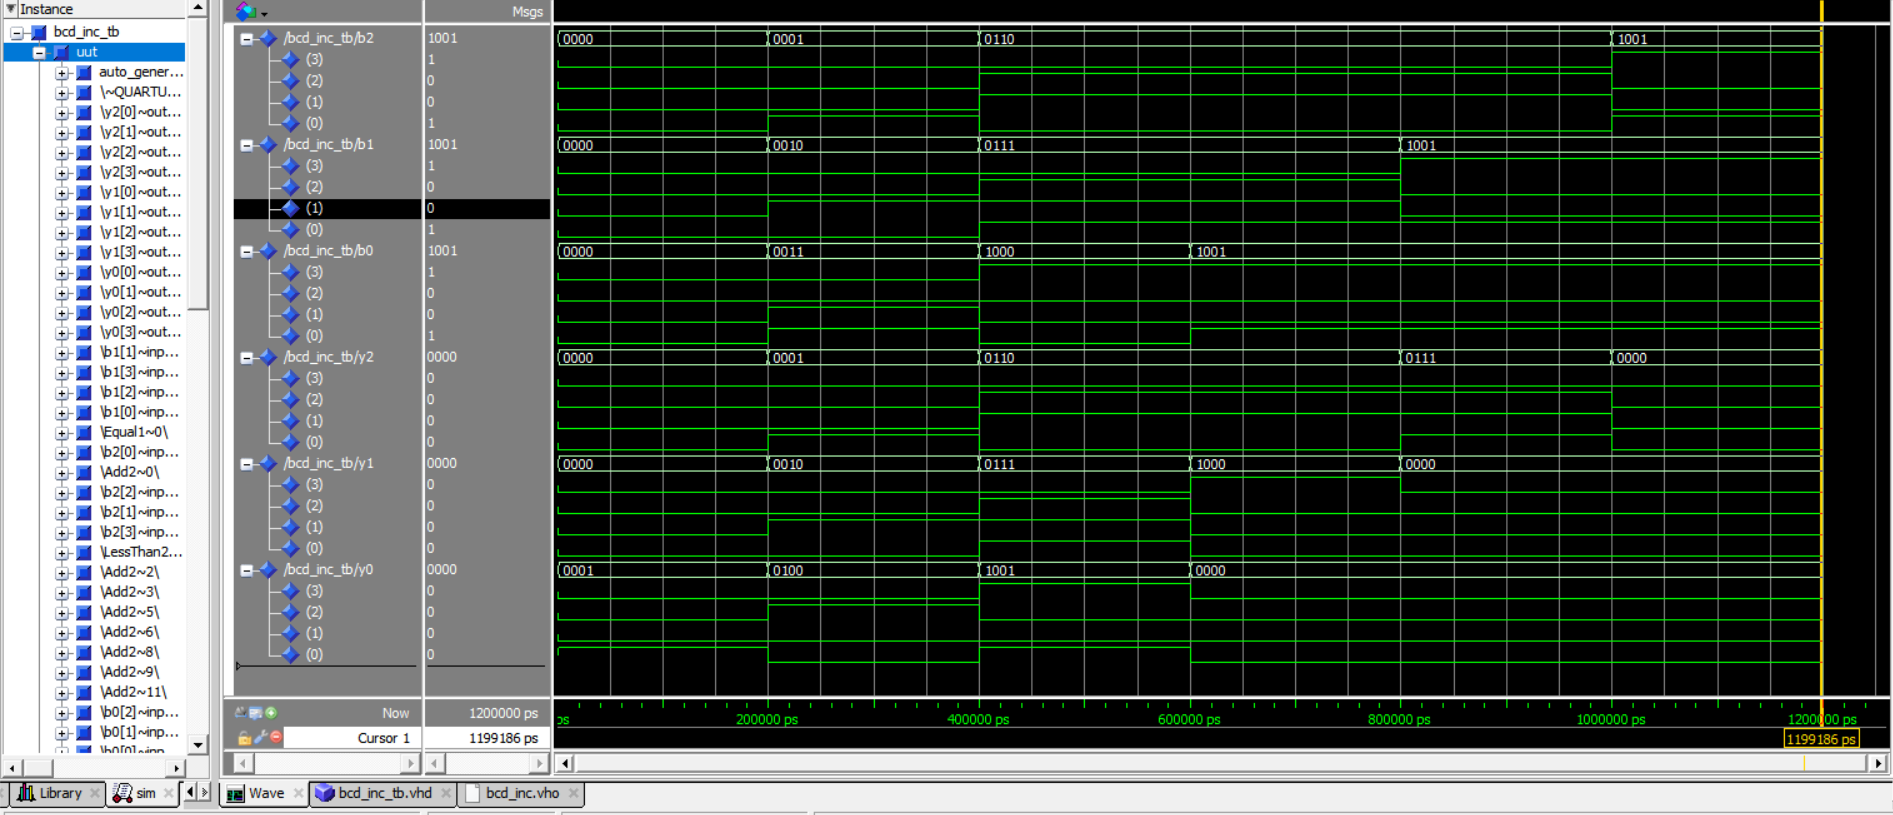 Instance
Msgs
bcd_inc_tb
uut
auto_gener...
\~QUARTU...
\y2[0]~out...
\y2[1]~out...
\y2[2]~out...
\y2[3]~out...
\y1[0]~out...
\y1[1]~out...
\y1[2]~out...
\y1[3]~out...
\y0[0]~out...
\y0[1]~out...
\y0[2]~out...
\y0[3]~out...
\b1[1]~inp...
\b1[3]~inp...
\b1[2]~inp...
\b1[0]~inp...
\Equal1~0\
\b2[0]~inp...
\Add2~0\
\b2[2]~inp...
\b2[1]~inp...
\b2[3]~inp...
\LessThan2...
\Add2~2\
\Add2~3\
\Add2~5\
\Add2~6\
\Add2~8\
\Add2~9\
\Add2~11\
\b0[2]~inp...
\b0[1]~inp...
\b0[0]~inp
/bcd_inc_tb/b2 1001 0000 0001 0110 1001
(3) 1
(2) 0
(1) 0
(0) 1
/bcd_inc_tb/b1 1001 0000 0010 0111 1001
(3) 1
(2) 0
(1) 0
(0) 1
/bcd_inc_tb/b0 1001 0000 0011 1000 1001
(3) 1
(2) 0
(1) 0
(0) 1
/bcd_inc_tb/y2 0000 0000 0001 0110 0111 0000
(3) 0
(2) 0
(1) 0
(0) 0
/bcd_inc_tb/y1 0000 0000 0010 0111 1000 0000
(3) 0
(2) 0
(1) 0
(0) 0
/bcd_inc_tb/y0 0000 0001 0100 1001 0000
(3) 0
(2) 0
(1) 0
(0) 0
Now 1200000 ps ps 200000 ps 400000 ps 600000 ps 800000 ps 1000000 ps 1200000 ps
Cursor 1 1199186 ps 1199186 ps
Library sim Wave bcd_inc_tb.vhd bcd_inc.vho